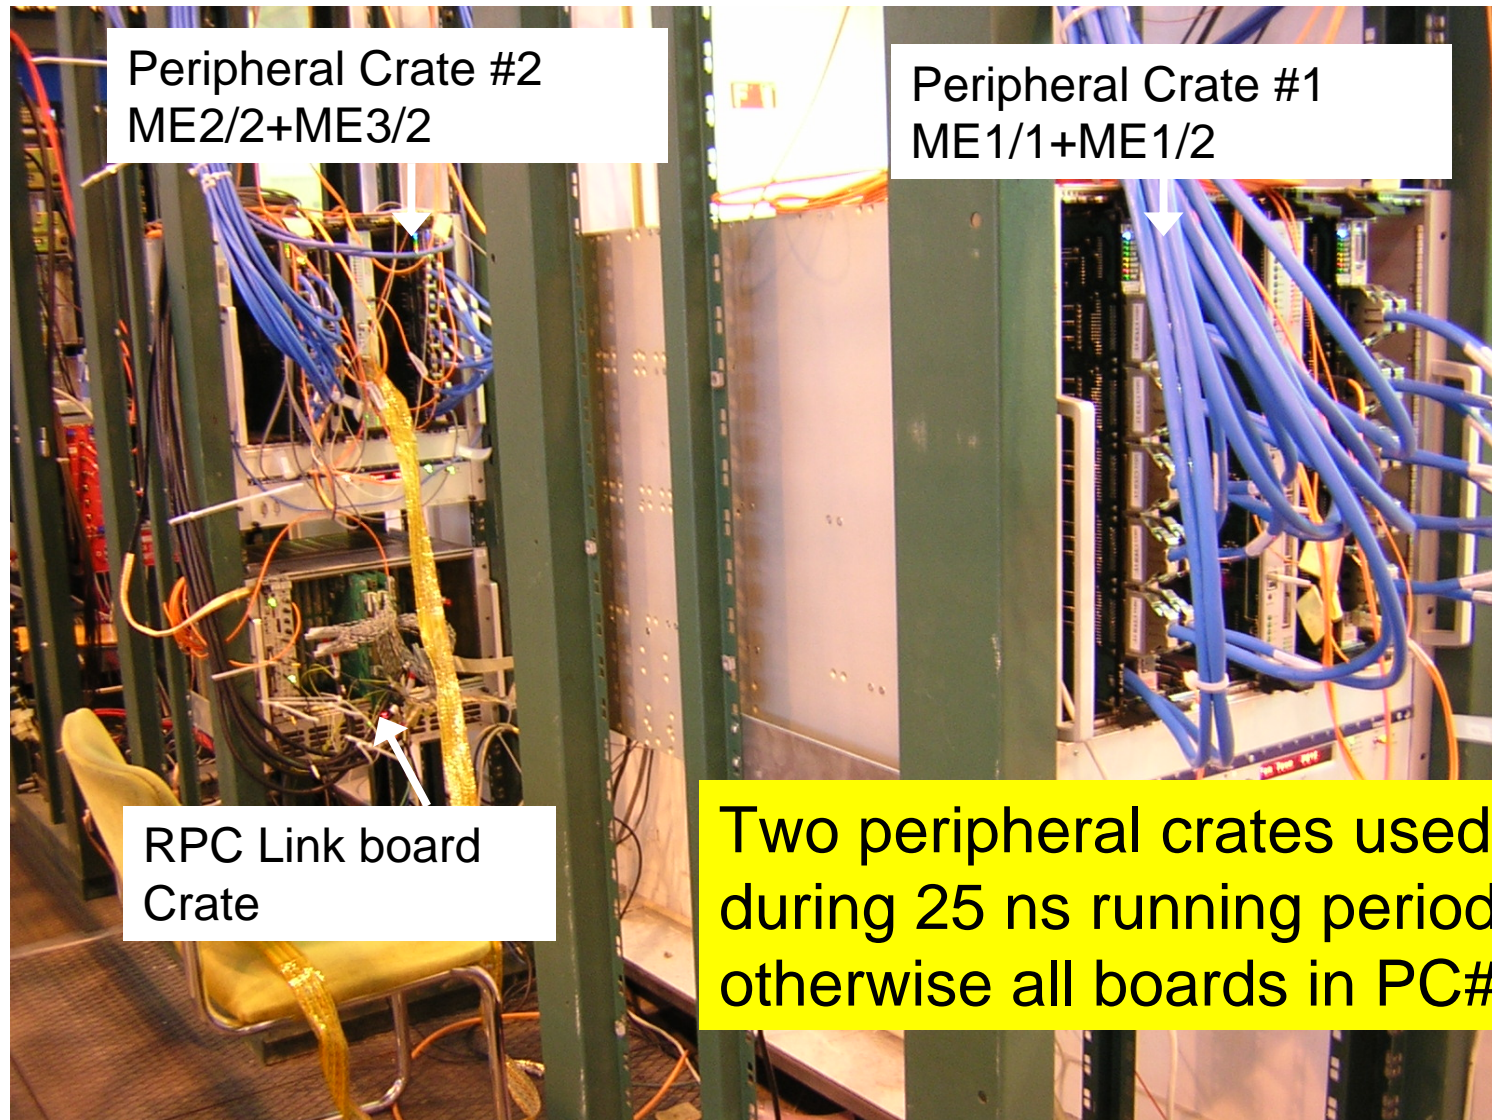 Peripheral Crate #2
ME2/2+ME3/2
Peripheral Crate #1
ME1/1+ME1/2
RPC Link board
Crate
Two peripheral crates used
during 25 ns running period
otherwise all boards in PC#